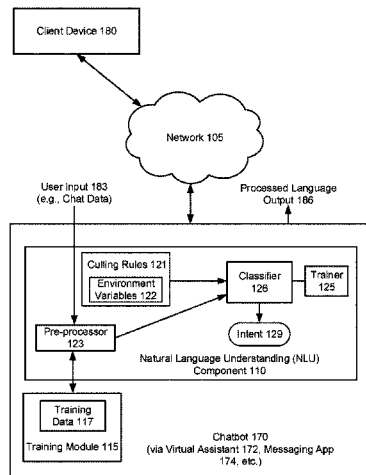 Client Device 180
Network 105
User Input 183
(e.g., Chat Data)
Processed Language
Output 186
Culling Rules 121
Environment
Variables 122
Classifier
126
Trainer
125
Pre-processor
123
Intent 129
Natural Language Understanding (NLU)
Component 110
Training
Data 117
Training Module 115
Chatbot 170
(via Virtual Assistant 172, Messaging App
174, etc.)